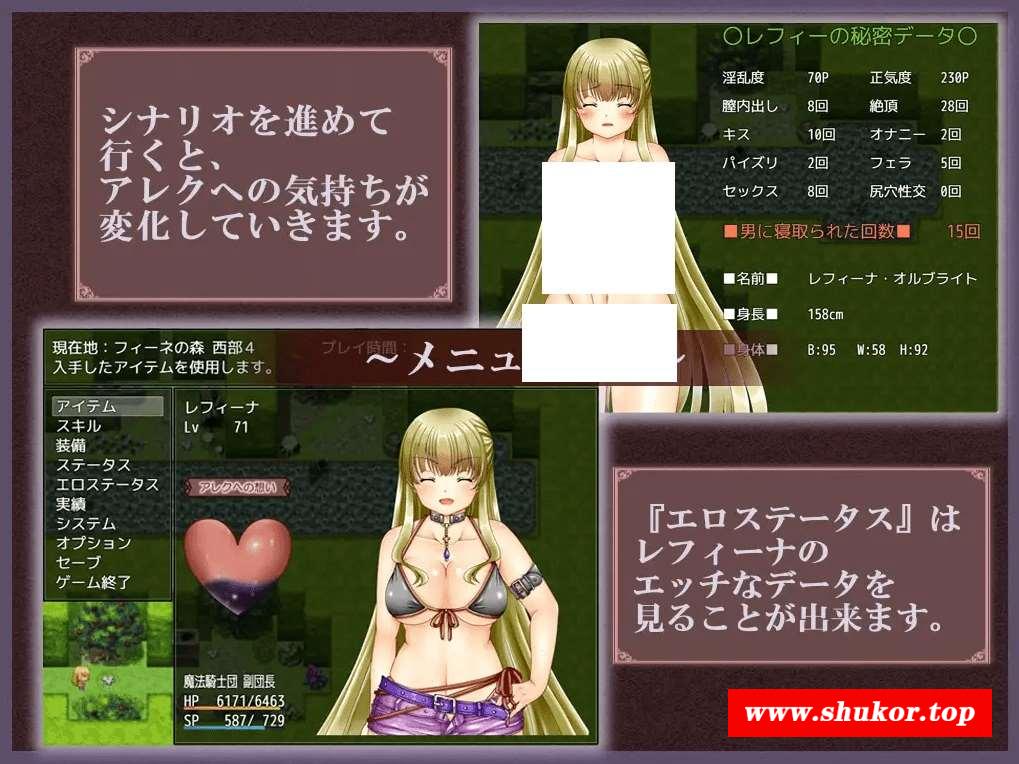 シナリオを進めて
行くと、
アレクへの気持ちが
変化していきます。
〇レフィーの秘密データ〇
淫乱度 70P 正気度 230P
膣内出し 8回 絶頂 28回
キス 10回 オナニー 2回
パイズリ 2回 フェラ 5回
セックス 8回 尻穴性交 0回
■男に寝取られた回数■ 15回
■名前■ レフィーナ・オルブライト
■身長■ 158cm
■身体■ B:95 W:58 H:92
～メニュ
現在地：フィーネの森 西部４ プレイ時間：
入手したアイテムを使用します。
アイテム
スキル
装備
ステータス
エロステータス
実績
システム
オプション
セーブ
ゲーム終了
レフィーナ
Lv 71
アレクへの想い
魔法騎士団 副団長
HP 6171/6463
SP 587/ 729
『エロステータス』は
レフィーナの
エッチなデータを
見ることが出来ます。
www.shukor.top